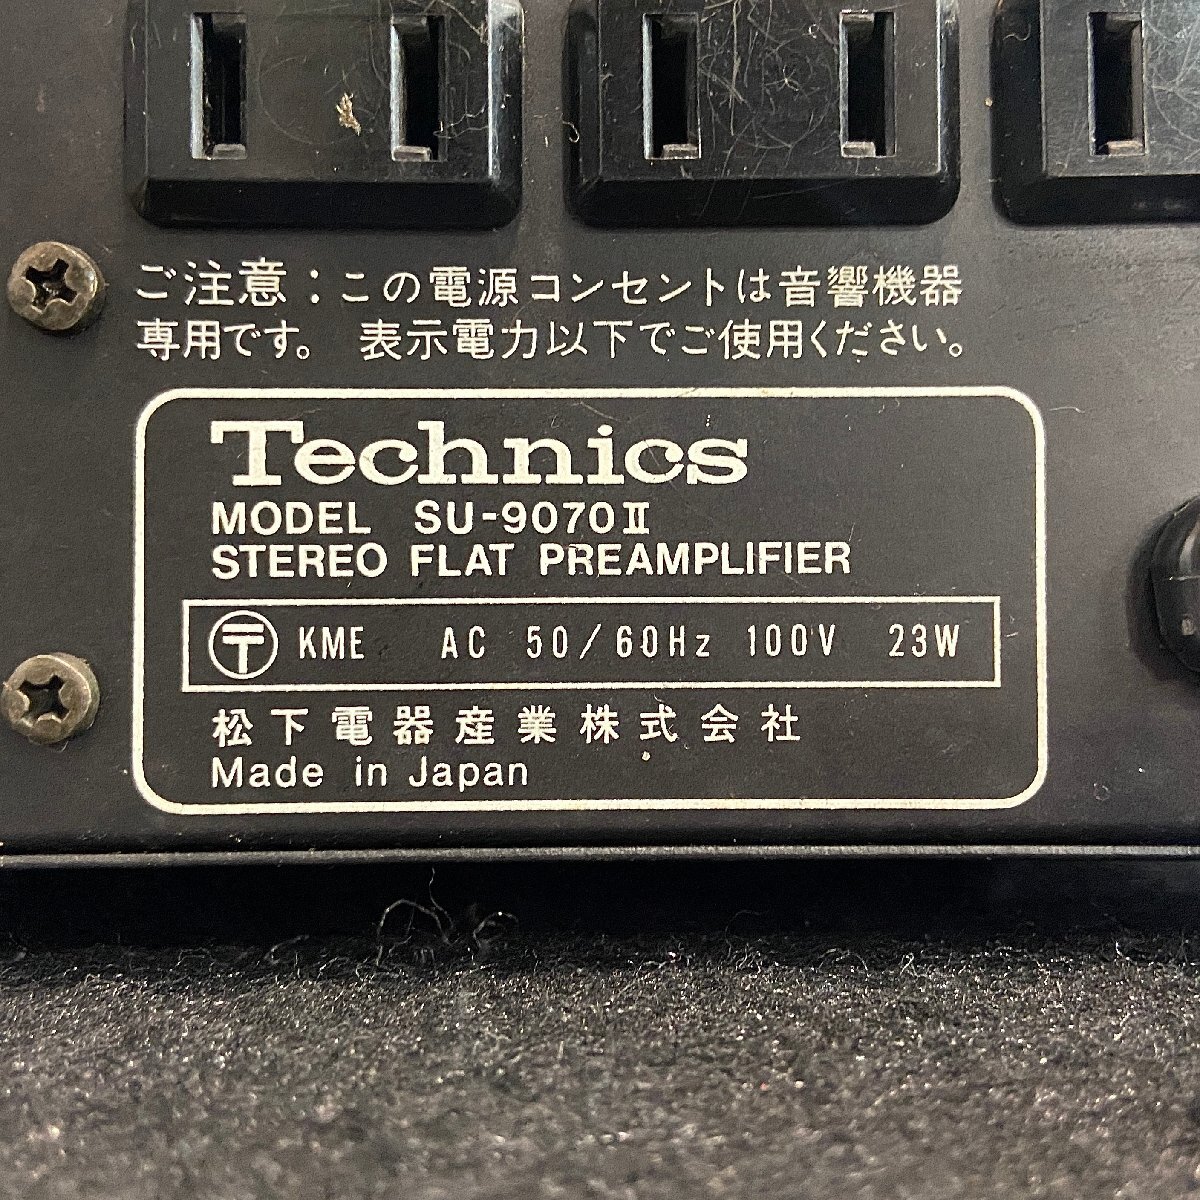 ご注意：この電源コンセントは音響機器
専用です。 表示電力以下でご使用ください。
Technics
MODEL SU-9070II
STEREO FLAT PREAMPLIFIER
〒 KME AC 50/60Hz 100V 23W
松下電器産業株式会社
Made in Japan